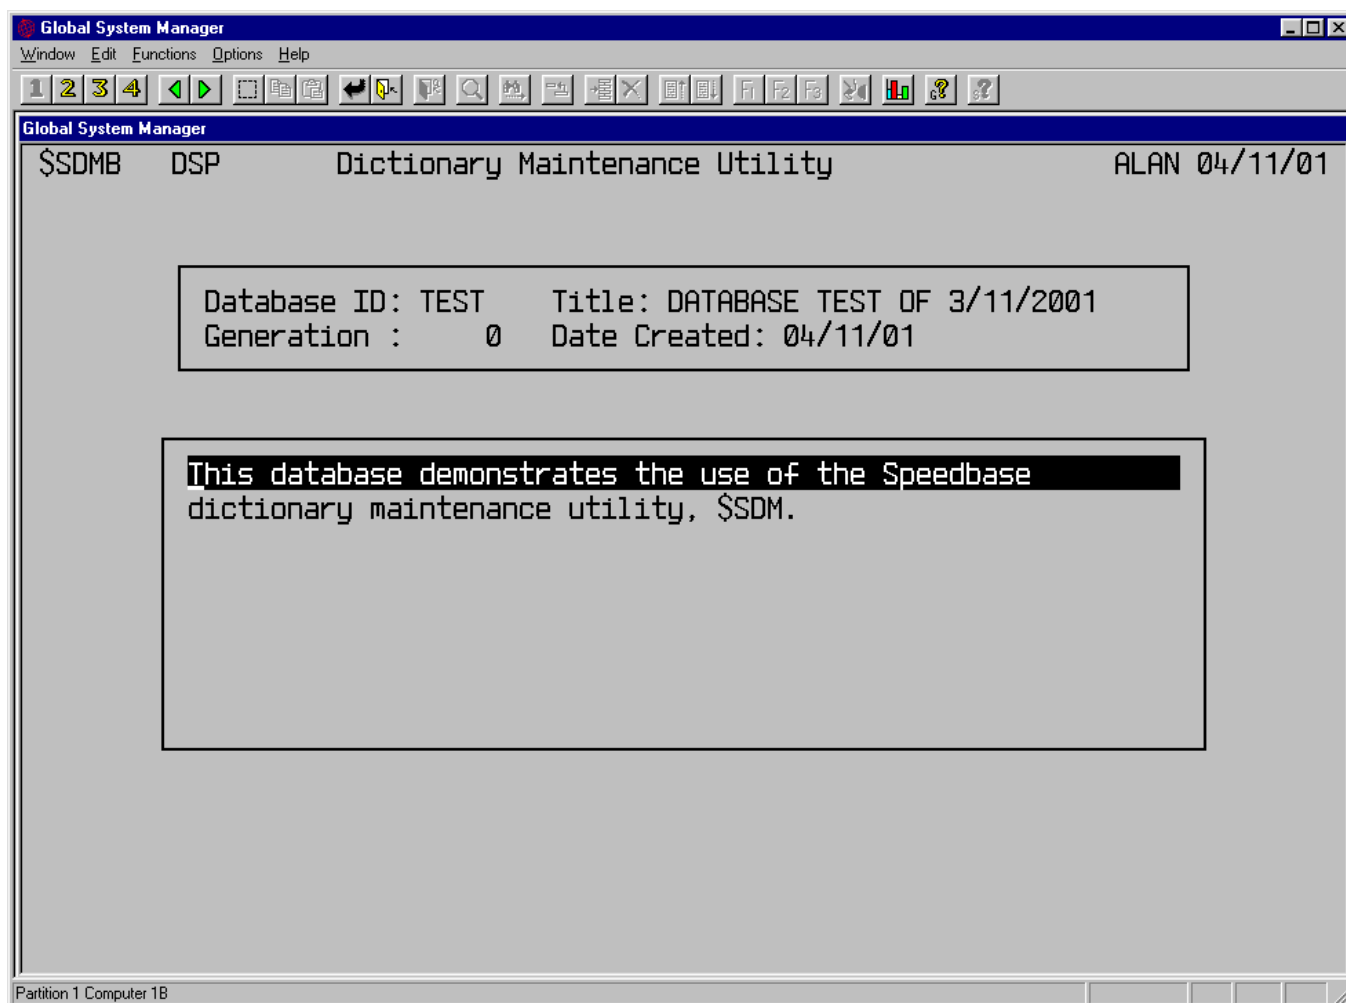 Global System Manager
Window Edit Functions Options Help
1 2 3 4 F1 F2 F3 G? S?
Global System Manager
$SDMB DSP Dictionary Maintenance Utility ALAN 04/11/01
Database ID: TEST Title: DATABASE TEST OF 3/11/2001
Generation : 0 Date Created: 04/11/01
This database demonstrates the use of the Speedbase
dictionary maintenance utility, $SDM.
Partition 1 Computer 1B